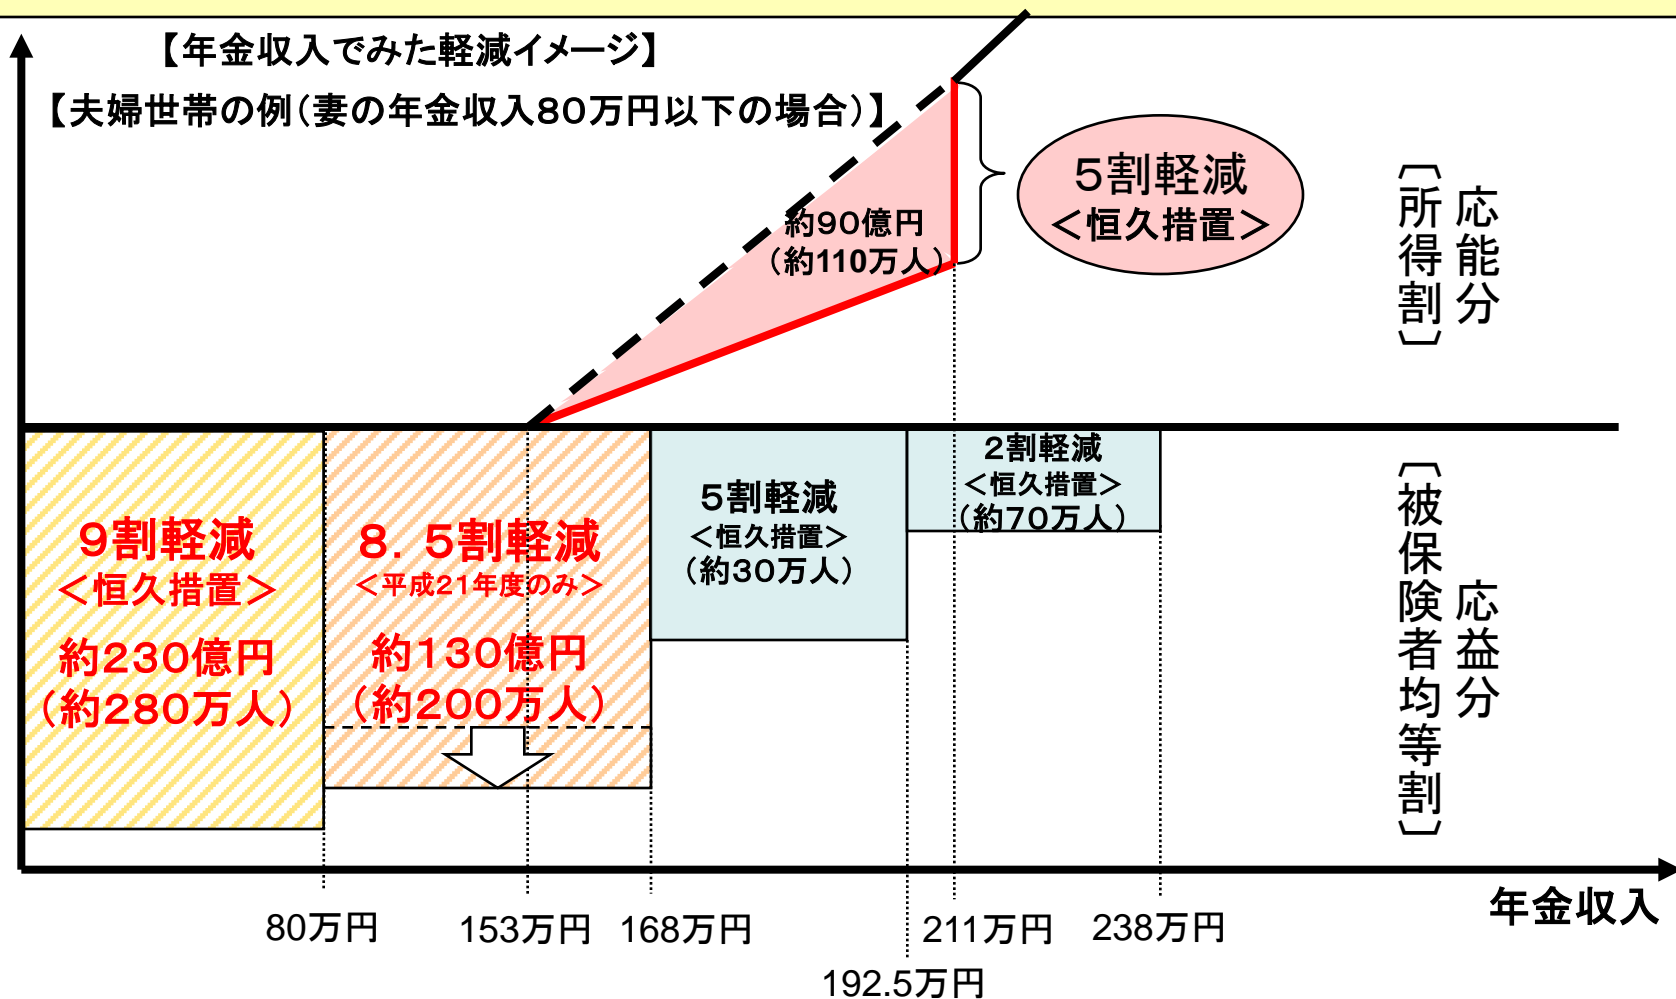 【年金収入でみた軽減イメージ】
【夫婦世帯の例（妻の年金収入８０万円以下の場合）】
約９０億円
（約110万人）
５割軽減
＜恒久措置＞
応能分
〔所得割〕
９割軽減
＜恒久措置＞
約２３０億円
（約２８０万人）
８．５割軽減
＜平成２１年度のみ＞
約１３０億円
（約２００万人）
５割軽減
＜恒久措置＞
（約３０万人）
２割軽減
＜恒久措置＞
（約７０万人）
応益分
〔被保険者均等割〕
年金収入
80万円
153万円
168万円
192.5万円
211万円
238万円